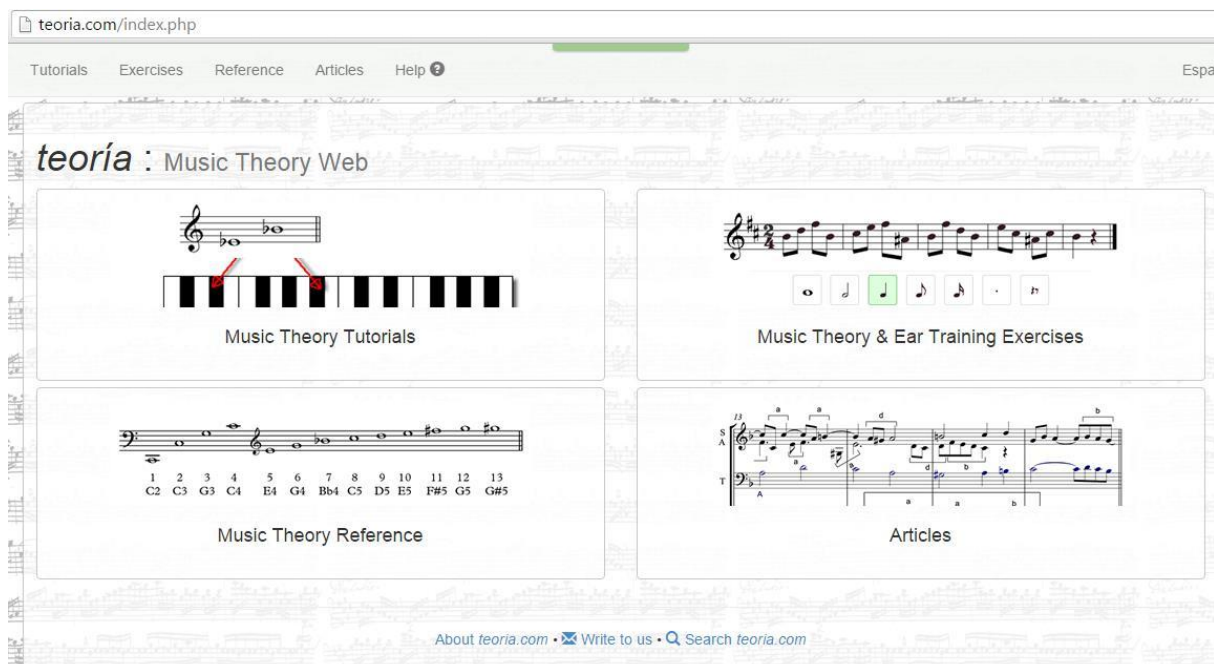 teoria.com/index.php
Tutorials Exercises Reference Articles Help ?
Espa
teoría : Music Theory Web
Music Theory Tutorials
2 4
Music Theory & Ear Training Exercises
1 2 3 4 5 6 7 8 9 10 11 12 13
C2 C3 G3 C4 E4 G4 Bb4 C5 D5 E5 F#5 G5 G#5
Music Theory Reference
13 a a d b
S
A
a c d b
T
A a a b
Articles
About teoria.com • Write to us • Search teoria.com